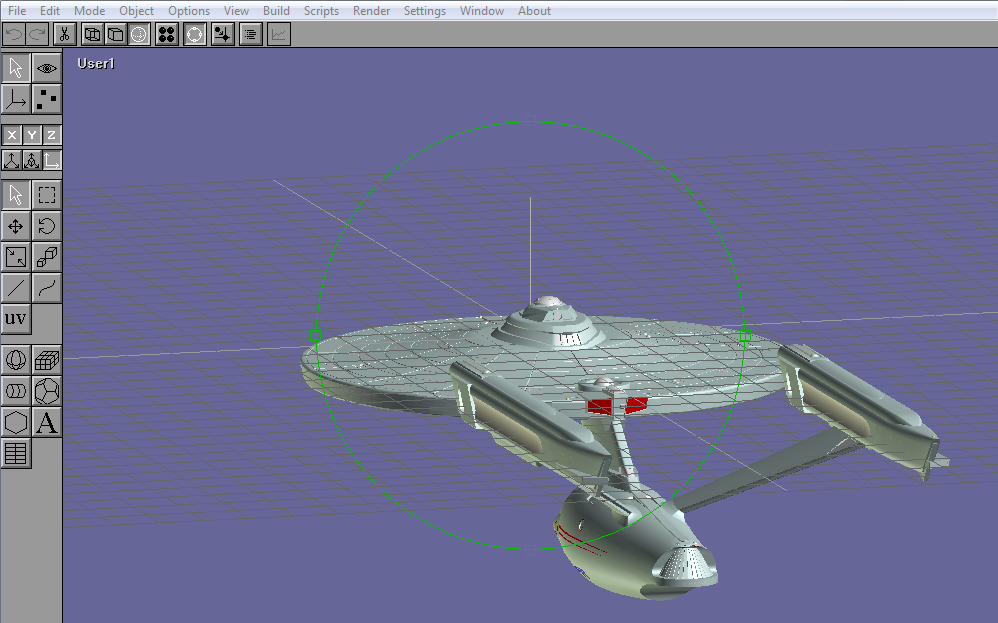 File Edit Mode Object Options View Build Scripts Render Settings Window About
User1
X Y Z
uv
A